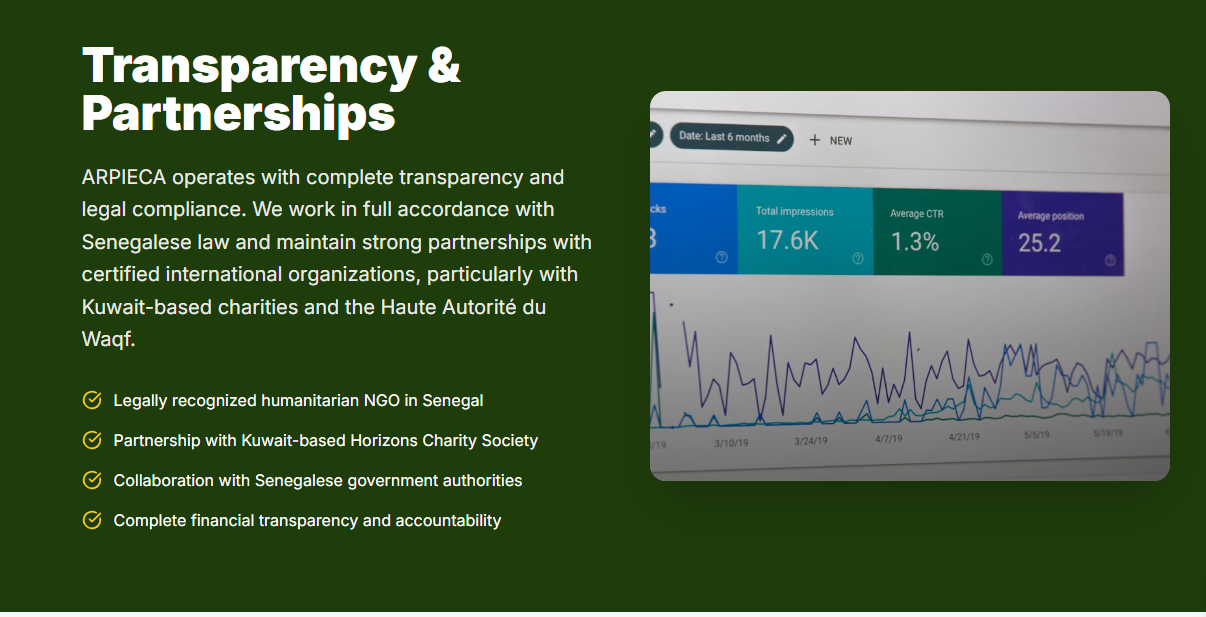 Transparency &
Partnerships
ARPIECA operates with complete transparency and
legal compliance. We work in full accordance with
Senegalese law and maintain strong partnerships with
certified international organizations, particularly with
Kuwait-based charities and the Haute Autorité du
Waqf.
Legally recognized humanitarian NGO in Senegal
Partnership with Kuwait-based Horizons Charity Society
Collaboration with Senegalese government authorities
Complete financial transparency and accountability
Date: Last 6 months
+ NEW
cks
Total impressions
Average CTR
Average position
17.6K
1.3%
25.2
3/10/19
3/24/19
4/7/19
4/21/19
5/5/19
5/19/19